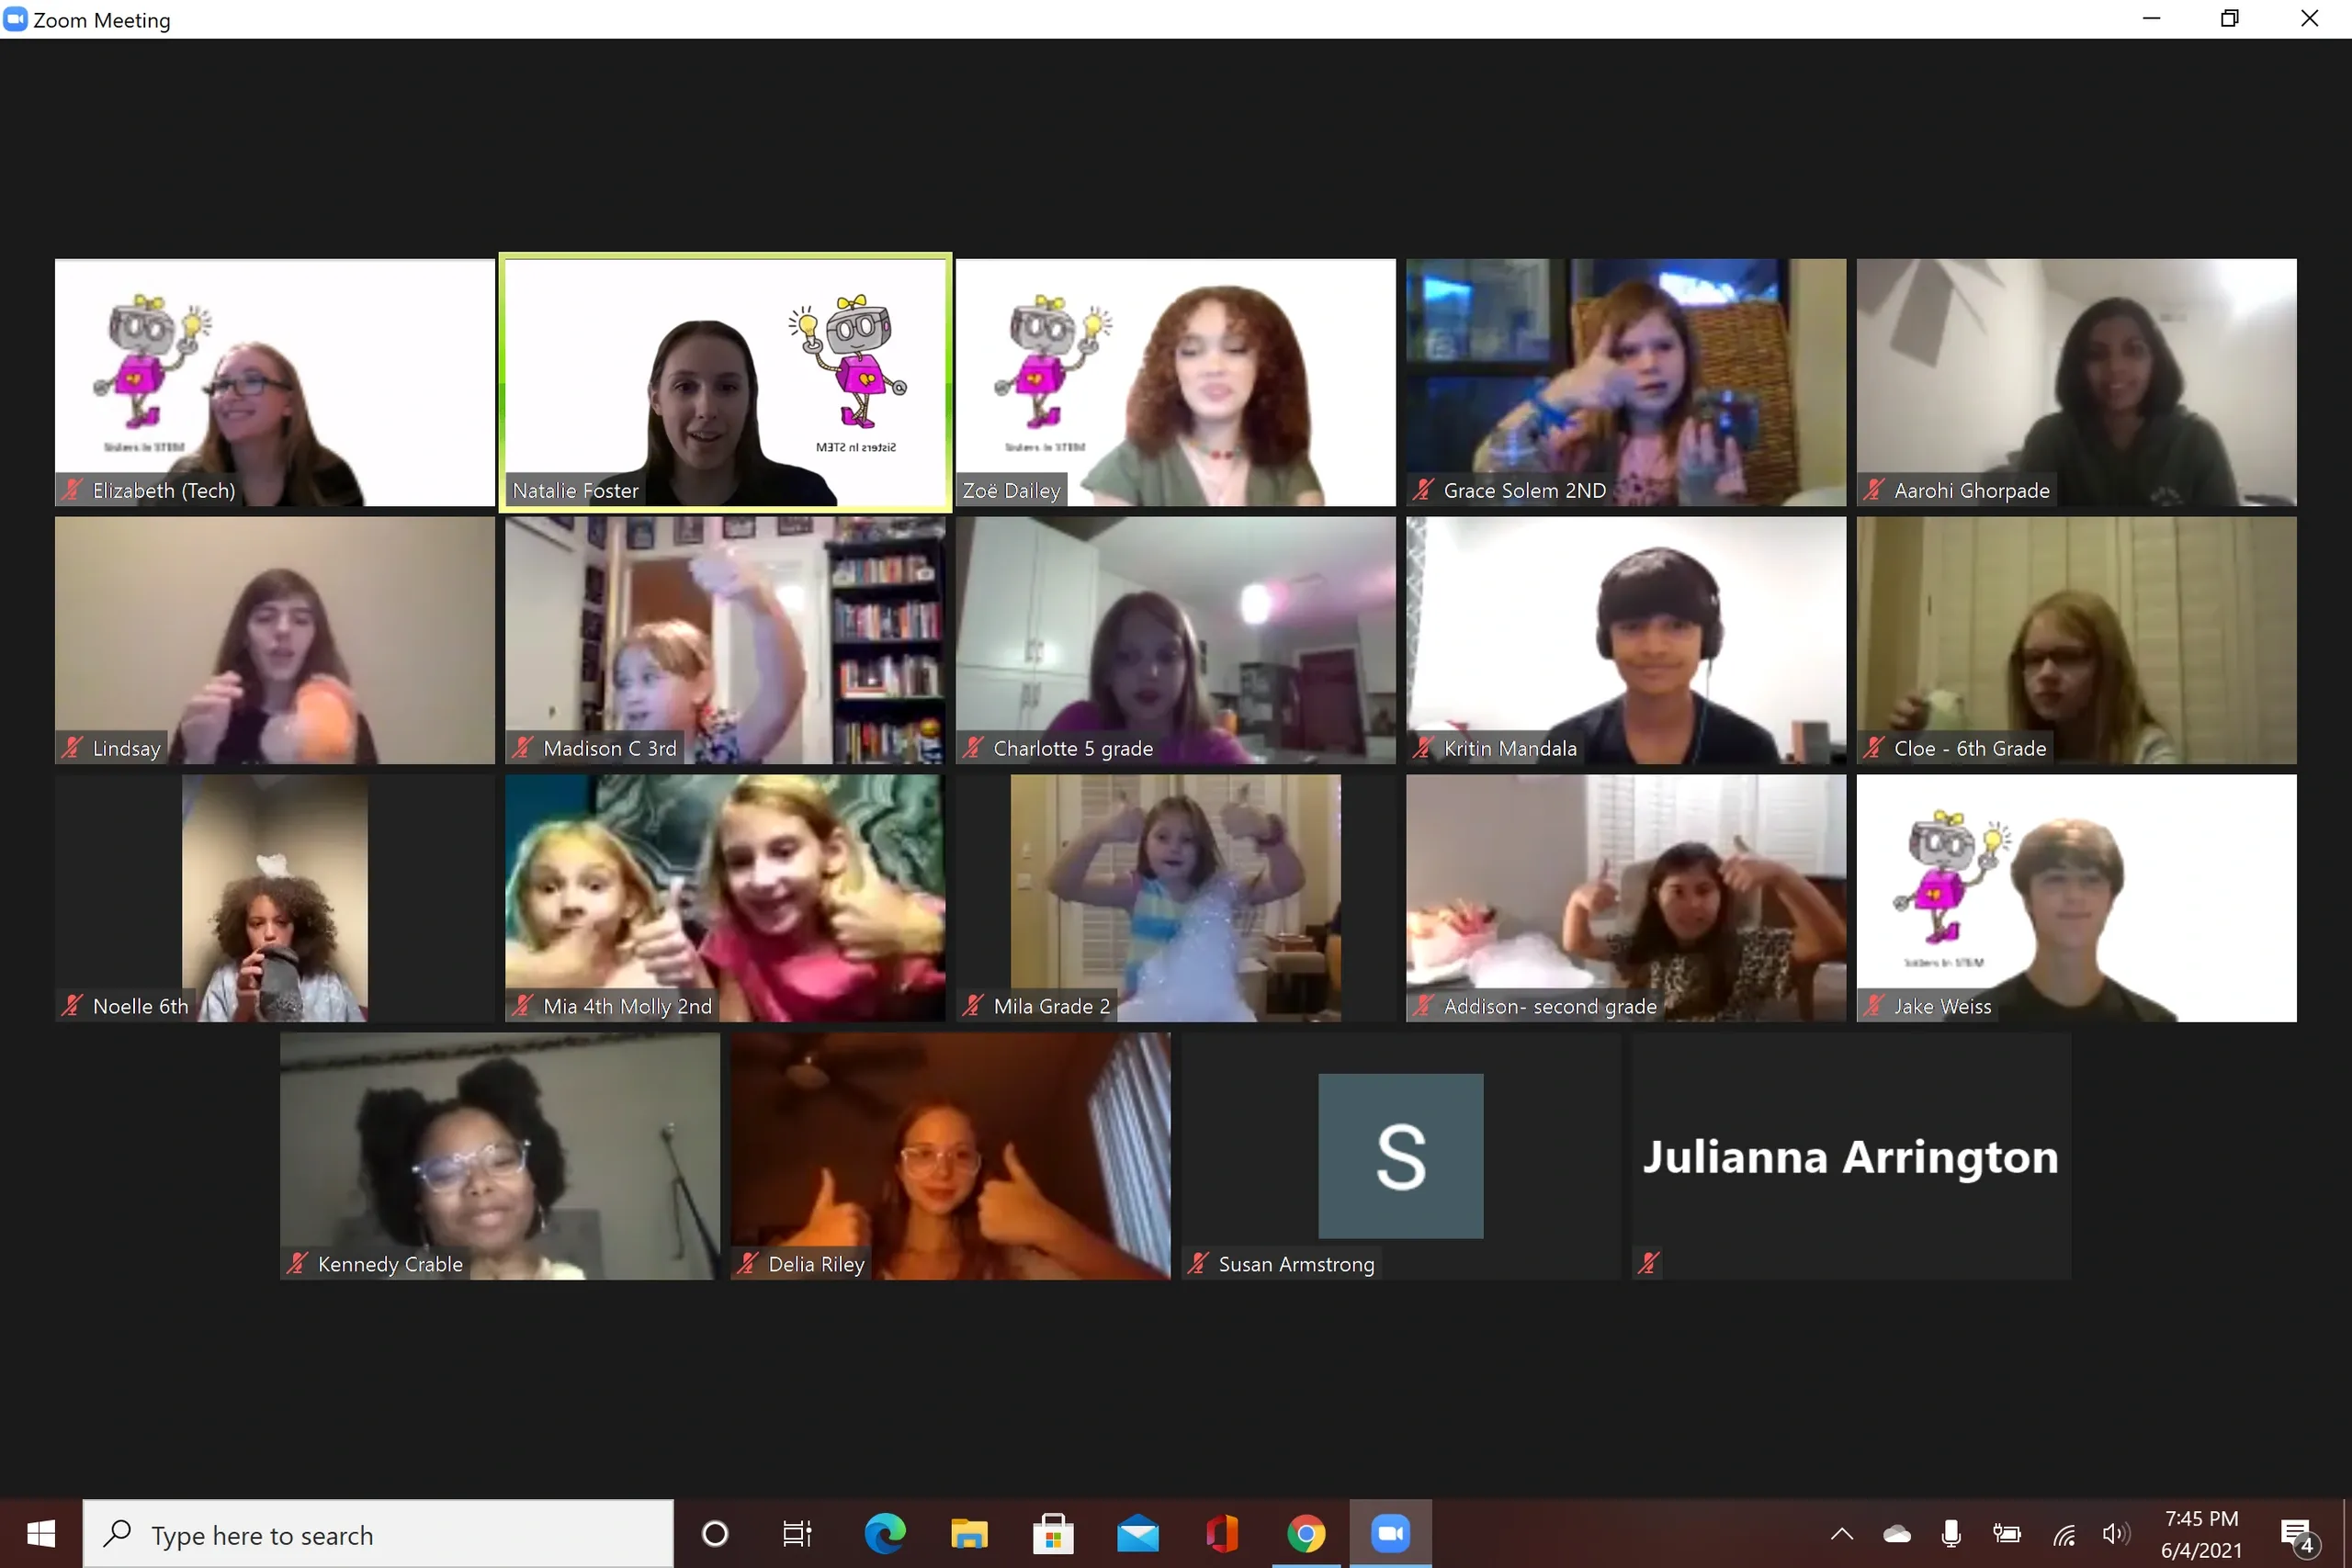 Zoom Meeting
Sisters In STEM
Sisters In STEM
Sisters In STEM
Elizabeth (Tech)
Natalie Foster
Zoë Dailey
Grace Solem 2ND
Aarohi Ghorpade
Lindsay
Madison C 3rd
Charlotte 5 grade
Kritin Mandala
Cloe - 6th Grade
Sisters In STEM
Noelle 6th
Mia 4th Molly 2nd
Mila Grade 2
Addison- second grade
Jake Weiss
S
Julianna Arrington
Kennedy Crable
Delia Riley
Susan Armstrong
Type here to search
7:45 PM
6/4/2021
4